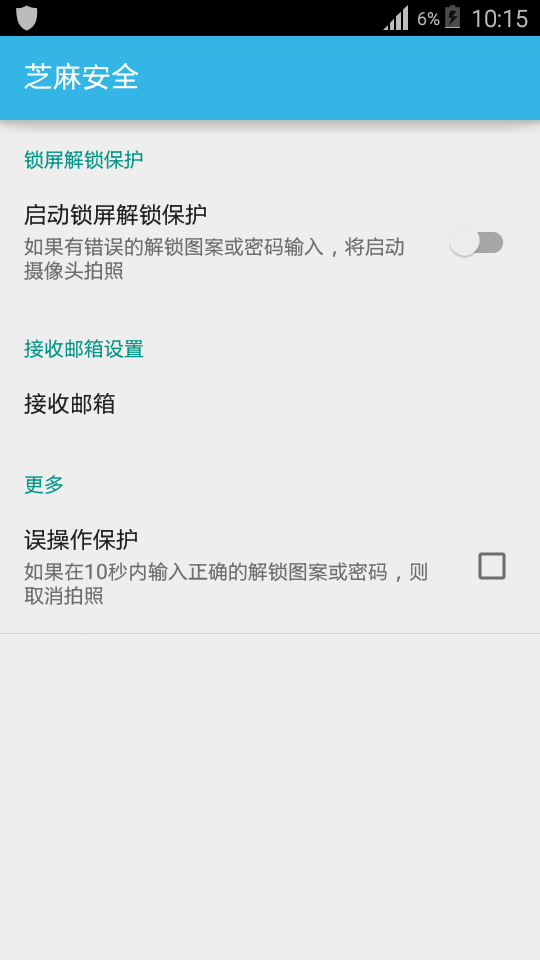 6%
10:15
芝麻安全
锁屏解锁保护
启动锁屏解锁保护
如果有错误的解锁图案或密码输入，将启动
摄像头拍照
接收邮箱设置
接收邮箱
更多
误操作保护
如果在10秒内输入正确的解锁图案或密码，则
取消拍照